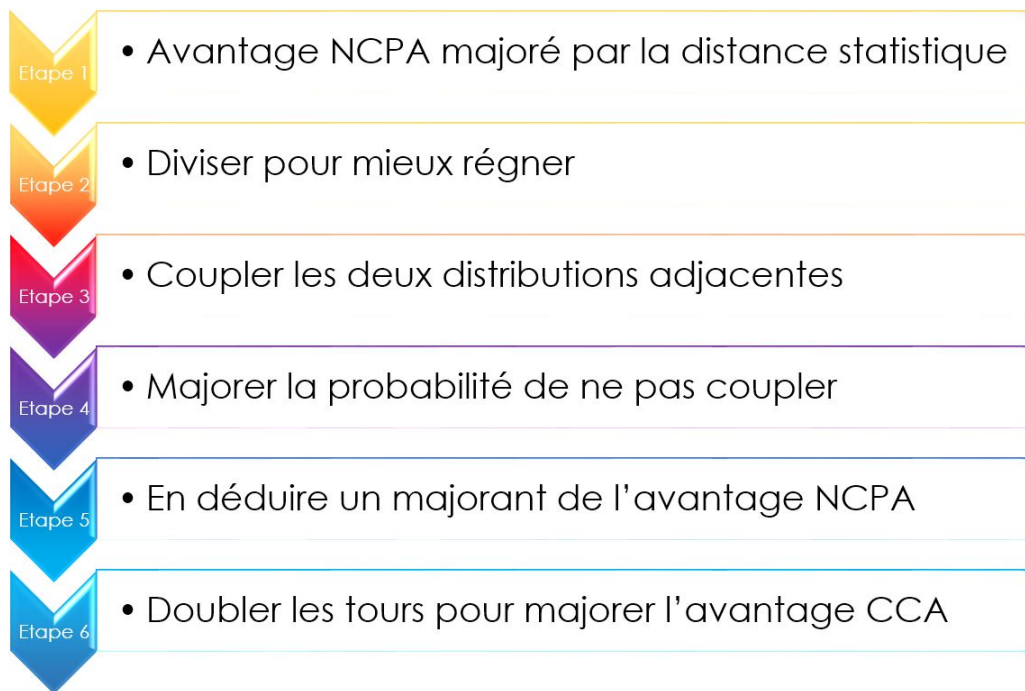 Etape 1
• Avantage NCPA majoré par la distance statistique
Etape 2
• Diviser pour mieux régner
Etape 3
• Coupler les deux distributions adjacentes
Etape 4
• Majorer la probabilité de ne pas coupler
Etape 5
• En déduire un majorant de l’avantage NCPA
Etape 6
• Doubler les tours pour majorer l’avantage CCA